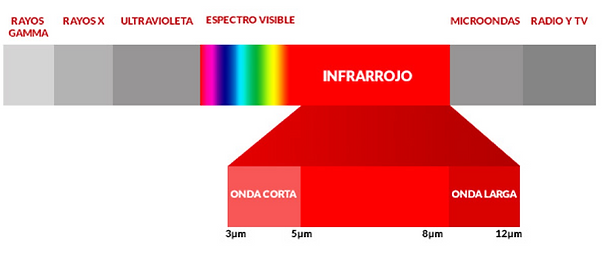 RAYOS
GAMMA
RAYOS X
ULTRAVIOLETA
ESPECTRO VISIBLE
MICROONDAS
RADIO Y TV
INFRARROJO
ONDA CORTA
ONDA LARGA
3µm
5µm
8µm
12µm